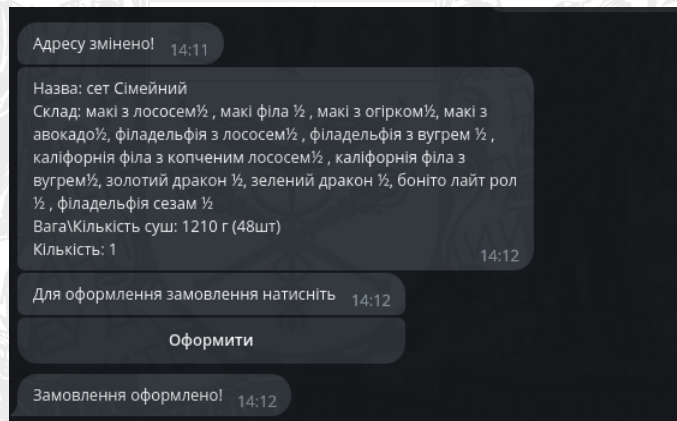 Адресу змінено! 14:11
Назва: сет Сімейний
Склад: макі з лососем½ , макі філа ½ , макі з огірком½, макі з
авокадо½, філадельфія з лососем½ , філадельфія з вугрем ½ ,
каліфорнія філа з копченим лососем½ , каліфорнія філа з
вугрем½, золотий дракон ½, зелений дракон ½, боніто лайт рол
½ , філадельфія сезам ½
Вага\Кількість суш: 1210 г (48шт)
Кількість: 1
14:12
Для оформлення замовлення натисніть 14:12
Оформити
Замовлення оформлено! 14:12